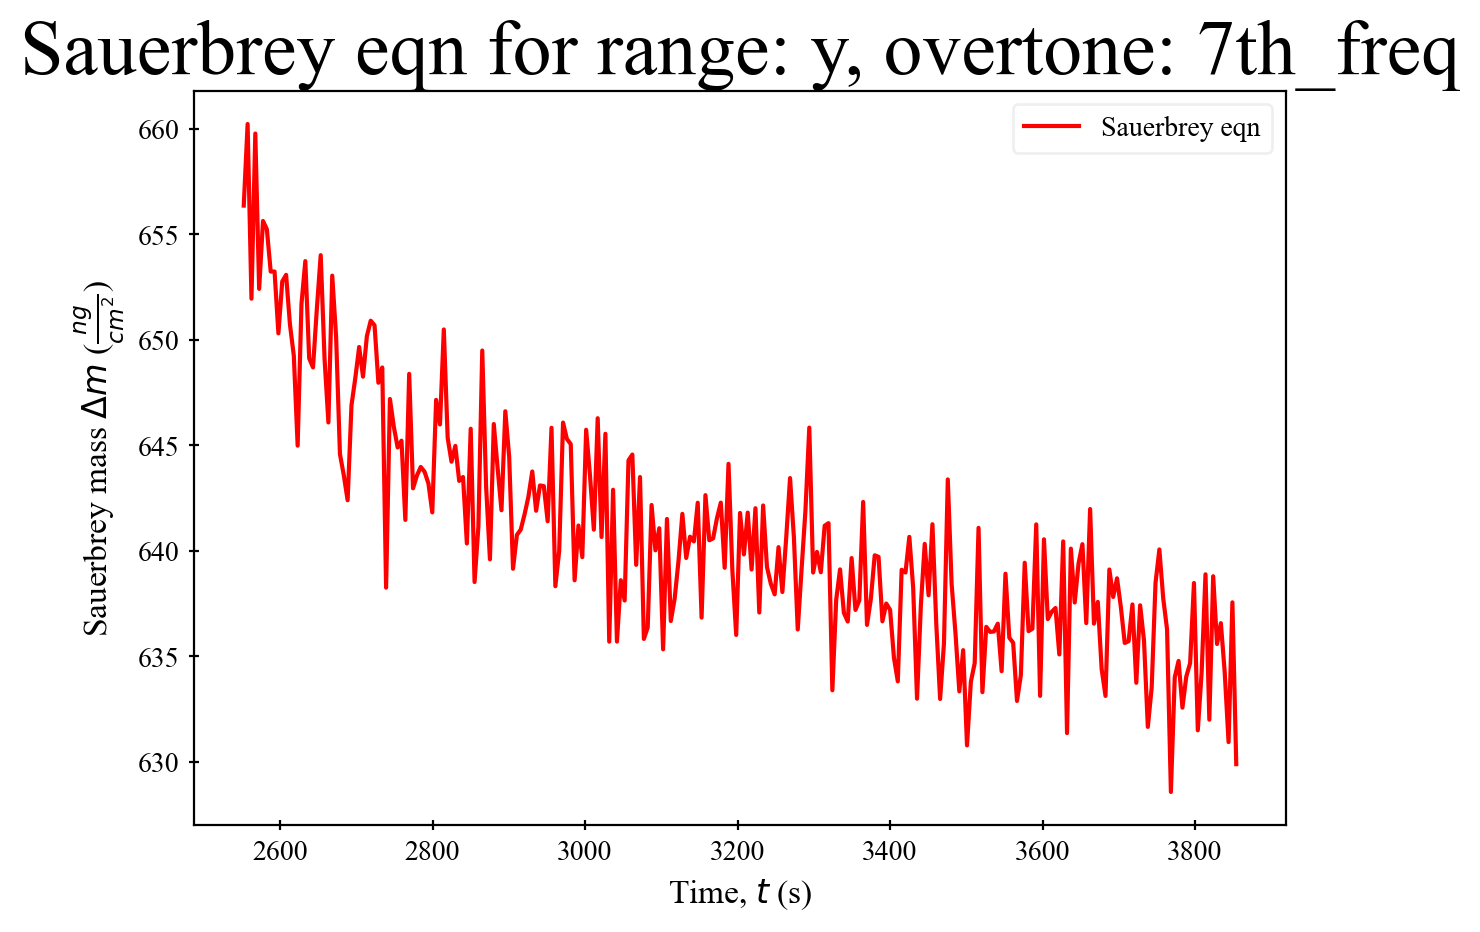 Sauerbrey eqn for range: y, overtone: 7th_freq
Sauerbrey eqn
Sauerbrey mass Δm (ng/cm²)
660
655
650
645
640
635
630
2600 2800 3000 3200 3400 3600 3800
Time, t (s)